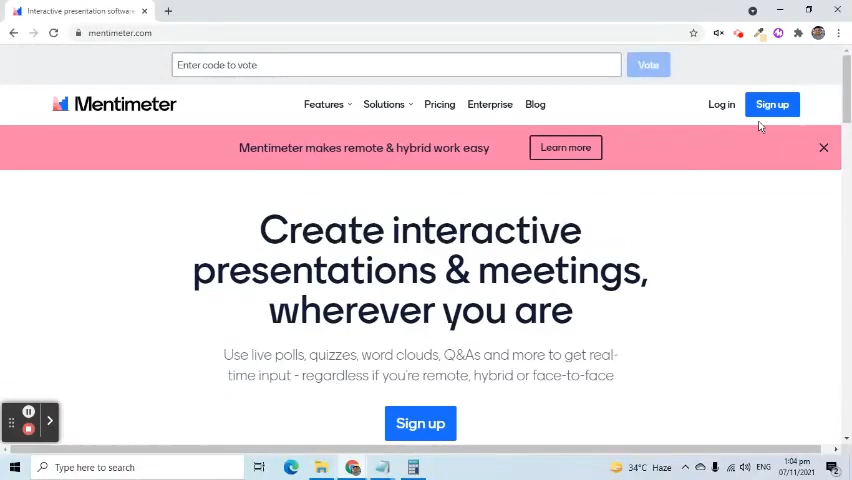 Interactive presentation software
mentimeter.com
Enter code to vote
Vote
Mentimeter
Features
Solutions
Pricing
Enterprise
Blog
Log in
Sign up
Mentimeter makes remote & hybrid work easy
Learn more
Create interactive
presentations & meetings,
wherever you are
Use live polls, quizzes, word clouds, Q&As and more to get real-
time input - regardless if you're remote, hybrid or face-to-face
Sign up
Type here to search
34°C Haze
ENG
1:04 pm
07/11/2021
2